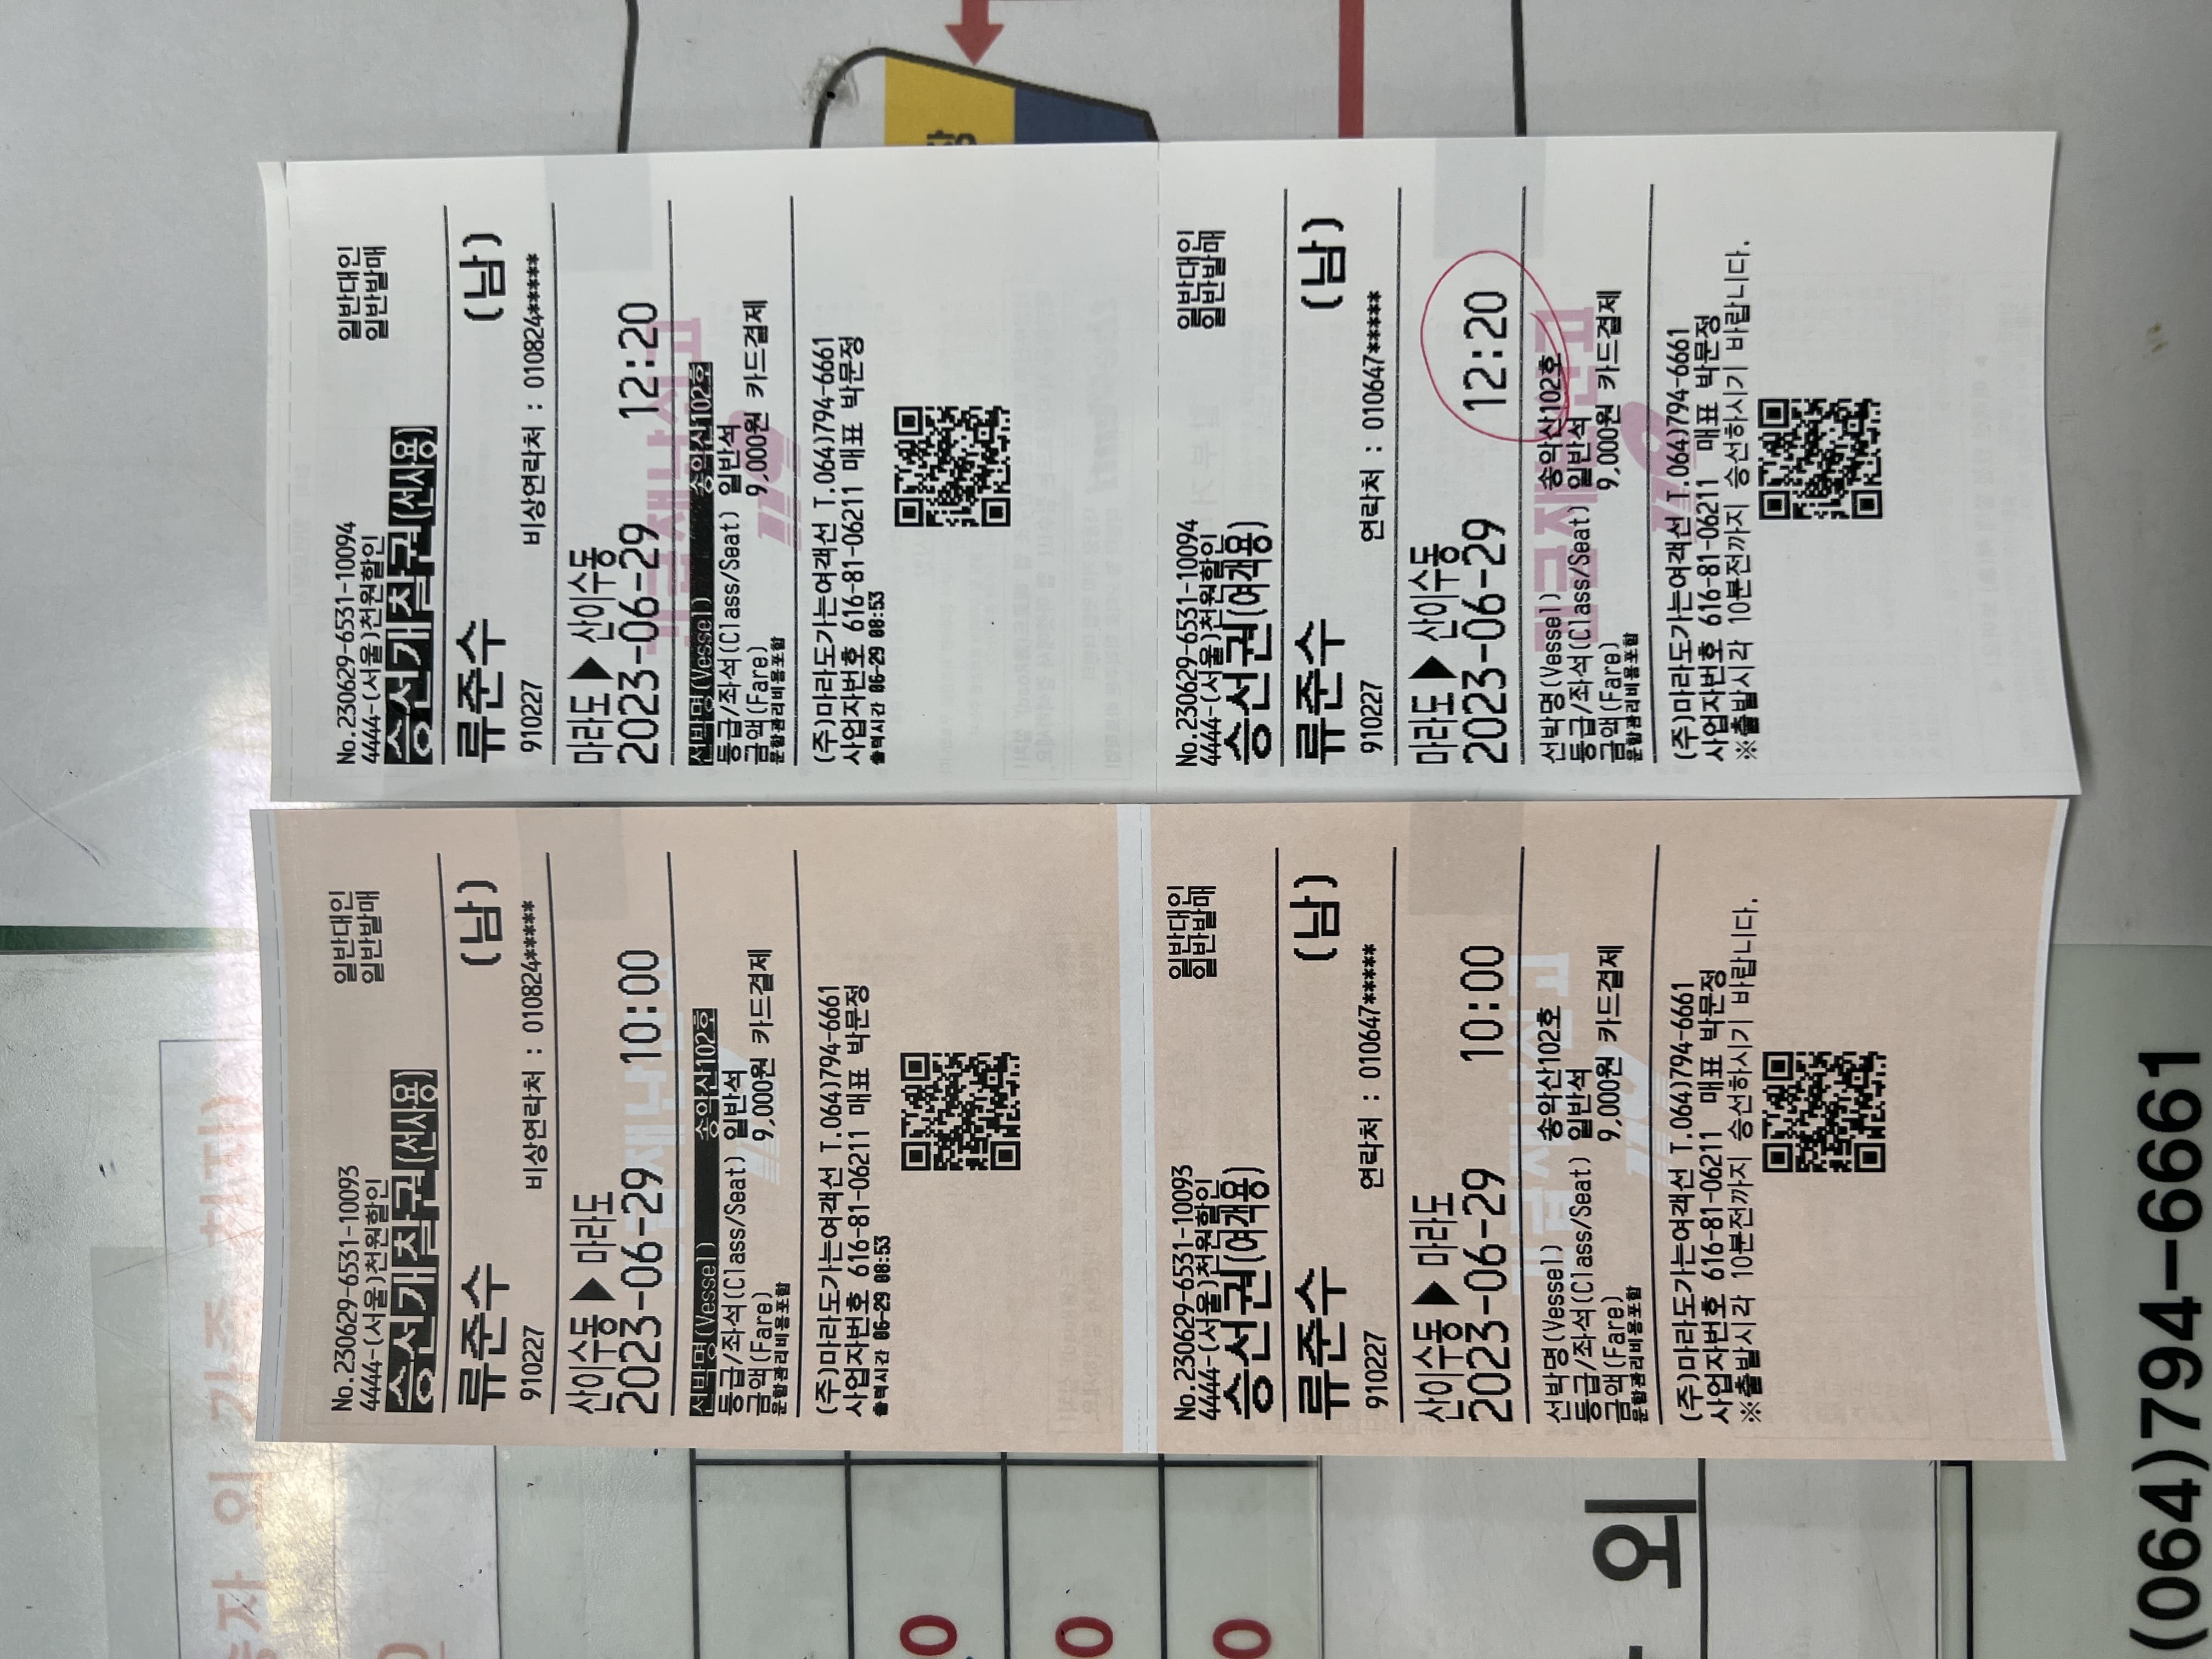 No.230629-6531-10093 일반대인
4444-(서울)천원할인 일반발매
승선개찰권(선사용)
류준수 (남)
910227 비상연락처 : 010824*****
산이수동 ▶ 마라도
2023-06-29 10:00
선박명(Vessel) 송악산102호
등급/좌석(Class/Seat) 일반석
금액(Fare) 9,000원 카드결제
문항관리비용포함
(주)마라도가는여객선 T.064)794-6661
사업자번호 616-81-06211 매표 박문정
출력시간 06-29 08:53
No.230629-6531-10093 일반대인
4444-(서울)천원할인 일반발매
승선권(여객용)
류준수 (남)
910227 연락처 : 010647*****
산이수동 ▶ 마라도
2023-06-29 10:00
긴급재난신고
선박명(Vessel) 송악산102호
등급/좌석(Class/Seat) 일반석
금액(Fare) 9,000원 카드결제
문항관리비용포함
119
(주)마라도가는여객선 T.064)794-6661
사업자번호 616-81-06211 매표 박문정
※출발시각 10분전까지 승선하시기 바랍니다.
No.230629-6531-10094 일반대인
4444-(서울)천원할인 일반발매
승선개찰권(선사용)
류준수 (남)
910227 비상연락처 : 010824*****
마라도 ▶ 산이수동
2023-06-29 12:20
긴급재난신고
선박명(Vessel) 송악산102호
등급/좌석(Class/Seat) 일반석
금액(Fare) 9,000원 카드결제
문항관리비용포함
119
(주)마라도가는여객선 T.064)794-6661
사업자번호 616-81-06211 매표 박문정
출력시간 06-29 08:53
No.230629-6531-10094 일반대인
4444-(서울)천원할인 일반발매
승선권(여객용)
류준수 (남)
910227 연락처 : 010647*****
마라도 ▶ 산이수동
2023-06-29 12:20
긴급재난신고
선박명(Vessel) 송악산102호
등급/좌석(Class/Seat) 일반석
금액(Fare) 9,000원 카드결제
문항관리비용포함
119
(주)마라도가는여객선 T.064)794-6661
사업자번호 616-81-06211 매표 박문정
※출발시각 10분전까지 승선하시기 바랍니다.
외
(064)794-6661